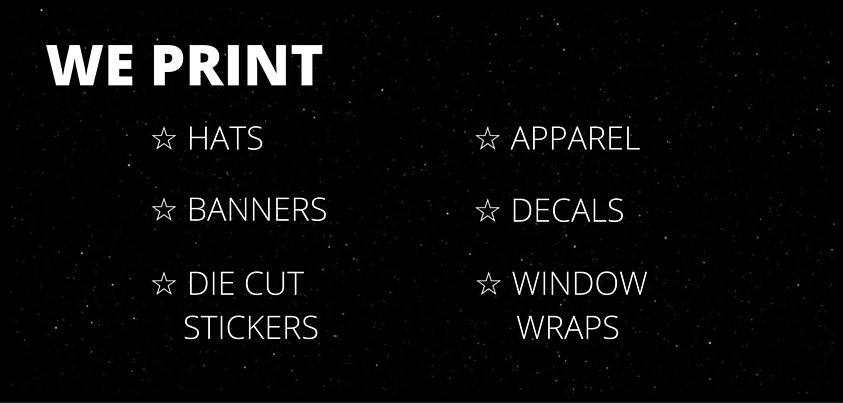 WE PRINT
☆ HATS
☆ BANNERS
☆ DIE CUT
STICKERS
☆ APPAREL
☆ DECALS
☆ WINDOW
WRAPS